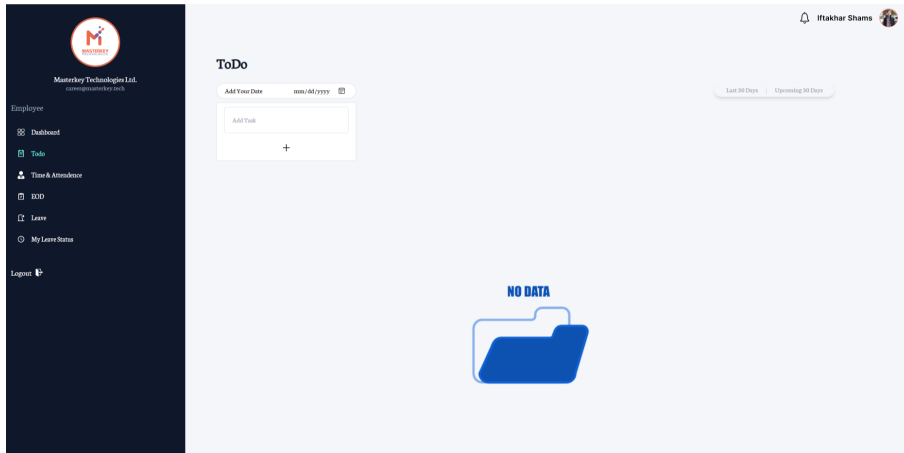 MASTERKEY
Masterkey Technologies Ltd.
career@masterkey.tech
Employee
Dashboard
Todo
Time & Attendence
EOD
Leave
My Leave Status
Logout
Iftakhar Shams
ToDo
Add Your Date mm/dd/yyyy
Last 30 Days | Upcoming 30 Days
Add Task
+
NO DATA